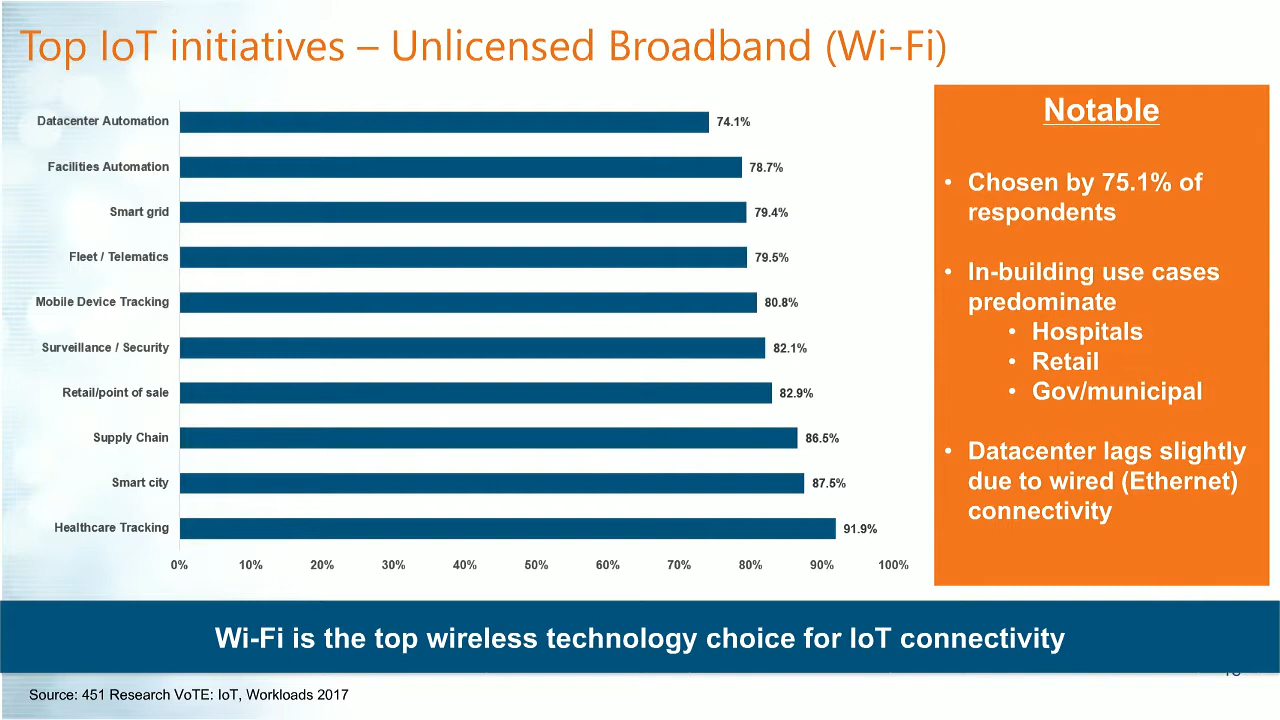 Top IoT initiatives – Unlicensed Broadband (Wi-Fi)
Datacenter Automation 74.1%
Facilities Automation 78.7%
Smart grid 79.4%
Fleet / Telematics 79.5%
Mobile Device Tracking 80.8%
Surveillance / Security 82.1%
Retail/point of sale 82.9%
Supply Chain 86.5%
Smart city 87.5%
Healthcare Tracking 91.9%
0% 10% 20% 30% 40% 50% 60% 70% 80% 90% 100%
Notable
• Chosen by 75.1% of
respondents
• In-building use cases
predominate
• Hospitals
• Retail
• Gov/municipal
• Datacenter lags slightly
due to wired (Ethernet)
connectivity
Wi-Fi is the top wireless technology choice for IoT connectivity
Source: 451 Research VoTE: IoT, Workloads 2017